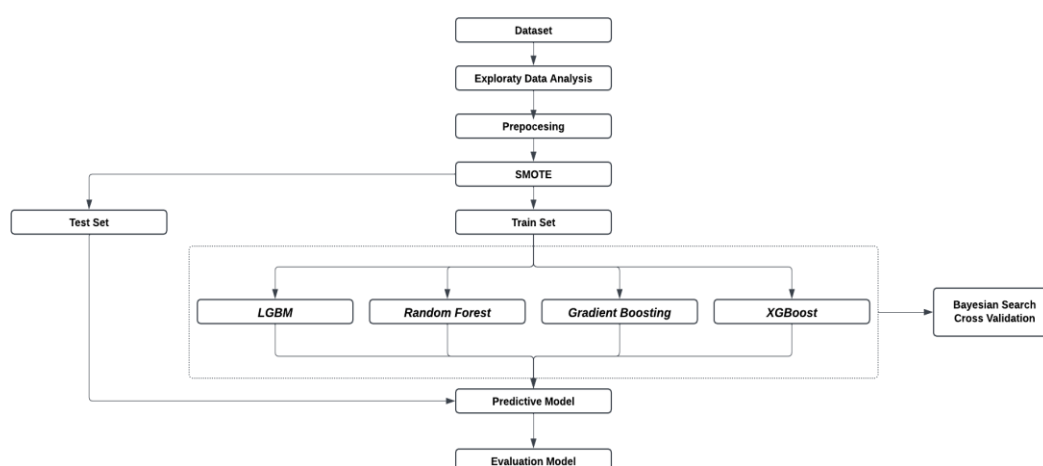 Dataset
Exploraty Data Analysis
Prepocesing
SMOTE
Test Set
Train Set
LGBM
Random Forest
Gradient Boosting
XGBoost
Bayesian Search
Cross Validation
Predictive Model
Evaluation Model